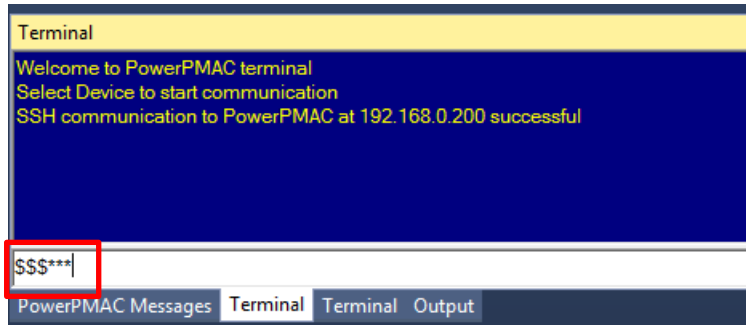 Terminal
Welcome to PowerPMAC terminal
Select Device to start communication
SSH communication to PowerPMAC at 192.168.0.200 successful
$$$***
PowerPMAC Messages Terminal Terminal Output